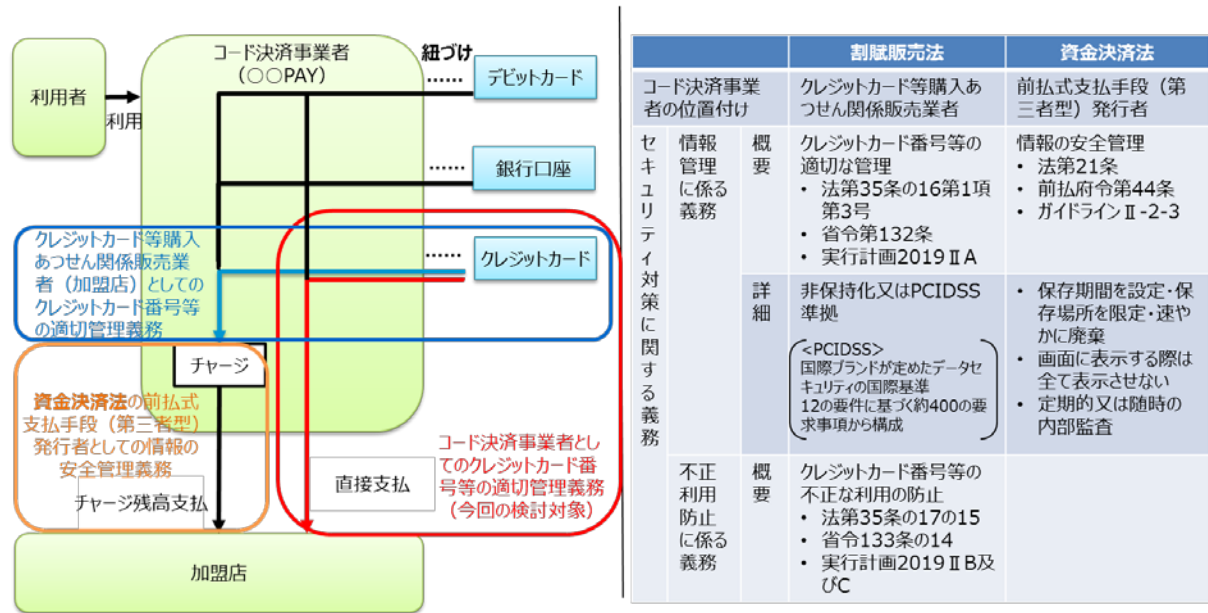 コード決済事業者
(○○PAY)
紐づけ
利用者
利用
……
デビットカード
……
銀行口座
……
クレジットカード
クレジットカード等購入
あつせん関係販売業
者（加盟店）としての
クレジットカード番号等
の適切管理義務
チャージ
資金決済法の前払式
支払手段（第三者型）
発行者としての情報の
安全管理義務
チャージ残高支払
直接支払
コード決済事業者とし
てのクレジットカード番
号等の適切管理義務
（今回の検討対象）
加盟店
割賦販売法
資金決済法
コード決済事業
者の位置付け
クレジットカード等購入あ
つせん関係販売業者
前払式支払手段（第
三者型）発行者
セキュリティ対策に関する義務
情報
管理
に係る
義務
概
要
クレジットカード番号等の
適切な管理
• 法第35条の16第1項
第3号
• 省令第132条
• 実行計画2019ⅡA
情報の安全管理
• 法第21条
• 前払府令第44条
• ガイドラインⅡ-2-3
詳
細
非保持化又はPCIDSS
準拠
<PCIDSS>
国際ブランドが定めたデータセ
キュリティの国際基準
12の要件に基づく約400の要
求事項から構成
• 保存期間を設定・保
存場所を限定・速や
かに廃棄
• 画面に表示する際は
全て表示させない
• 定期的又は随時の
内部監査
不正
利用
防止
に係る
義務
概
要
クレジットカード番号等の
不正な利用の防止
• 法第35条の17の15
• 省令133条の14
• 実行計画2019ⅡB及
びC